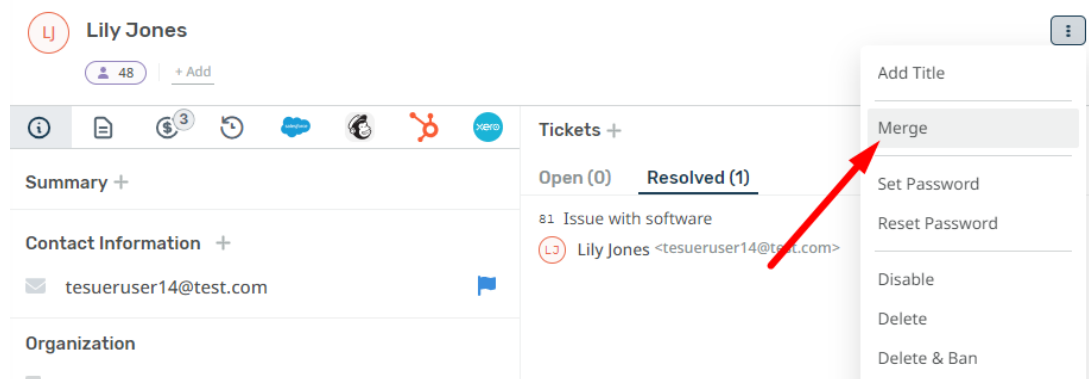 LJ
Lily Jones
48
+ Add
3
salesforce
xero
Summary +
Contact Information +
tesueruser14@test.com
Organization
Tickets +
Open (0) Resolved (1)
81 Issue with software
LJ Lily Jones <tesueruser14@test.com>
Add Title
Merge
Set Password
Reset Password
Disable
Delete
Delete & Ban